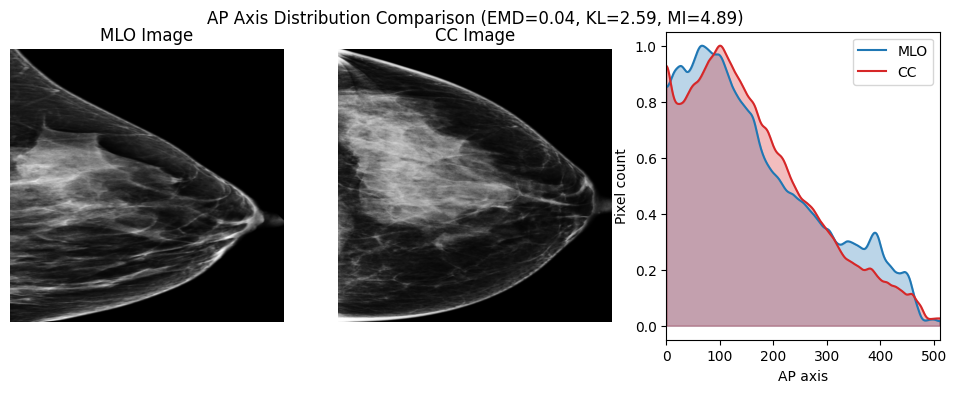 AP Axis Distribution Comparison (EMD=0.04, KL=2.59, MI=4.89)
MLO Image
CC Image
MLO
CC
1.0
0.8
0.6
0.4
0.2
0.0
Pixel count
0
100
200
300
400
500
AP axis